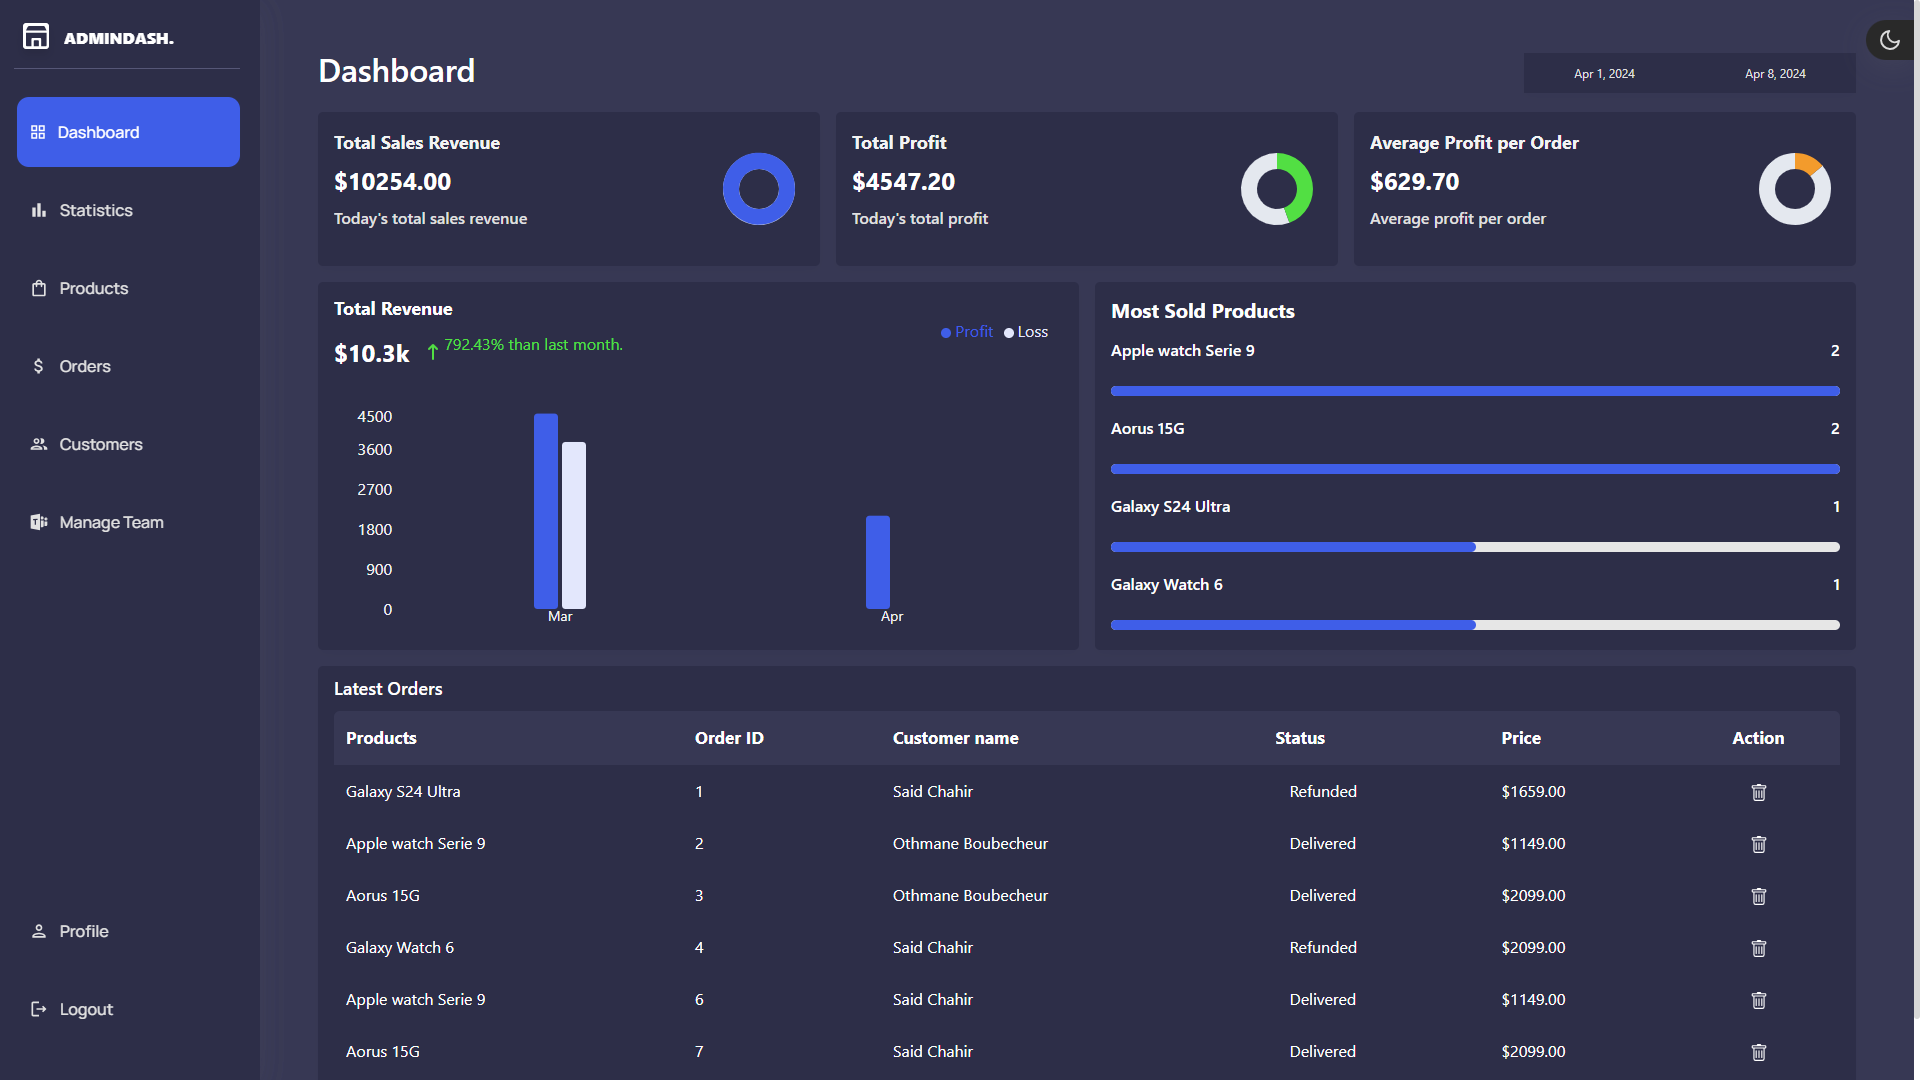 ADMINDASH.
Dashboard
Statistics
Products
Orders
Customers
Manage Team
Profile
Logout
Dashboard
Apr 1, 2024 Apr 8, 2024
Total Sales Revenue
$10254.00
Today's total sales revenue
Total Profit
$4547.20
Today's total profit
Average Profit per Order
$629.70
Average profit per order
Total Revenue
$10.3k 792.43% than last month.
Profit Loss
4500
3600
2700
1800
900
0
Mar Apr
Most Sold Products
Apple watch Serie 9 2
Aorus 15G 2
Galaxy S24 Ultra 1
Galaxy Watch 6 1
Latest Orders
Products Order ID Customer name Status Price Action
Galaxy S24 Ultra 1 Said Chahir Refunded $1659.00
Apple watch Serie 9 2 Othmane Boubecheur Delivered $1149.00
Aorus 15G 3 Othmane Boubecheur Delivered $2099.00
Galaxy Watch 6 4 Said Chahir Refunded $2099.00
Apple watch Serie 9 6 Said Chahir Delivered $1149.00
Aorus 15G 7 Said Chahir Delivered $2099.00